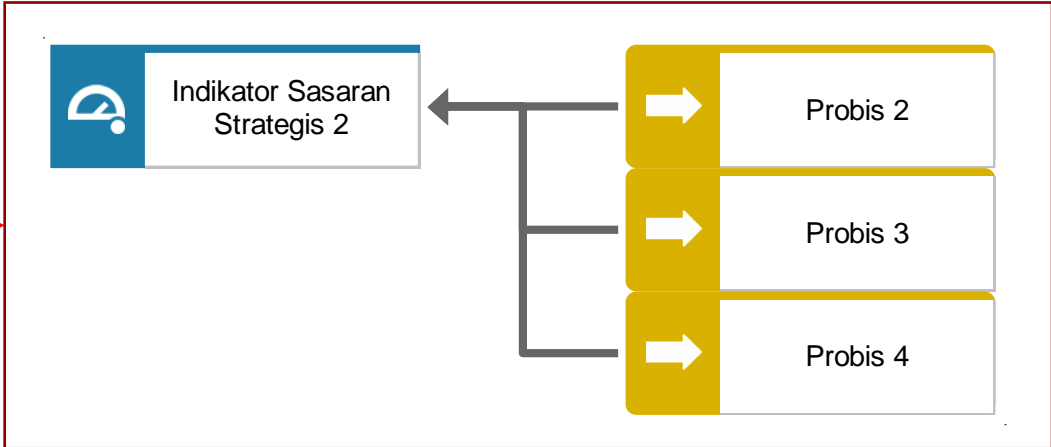 Indikator Sasaran
Strategis 2
Probis 2
Probis 3
Probis 4